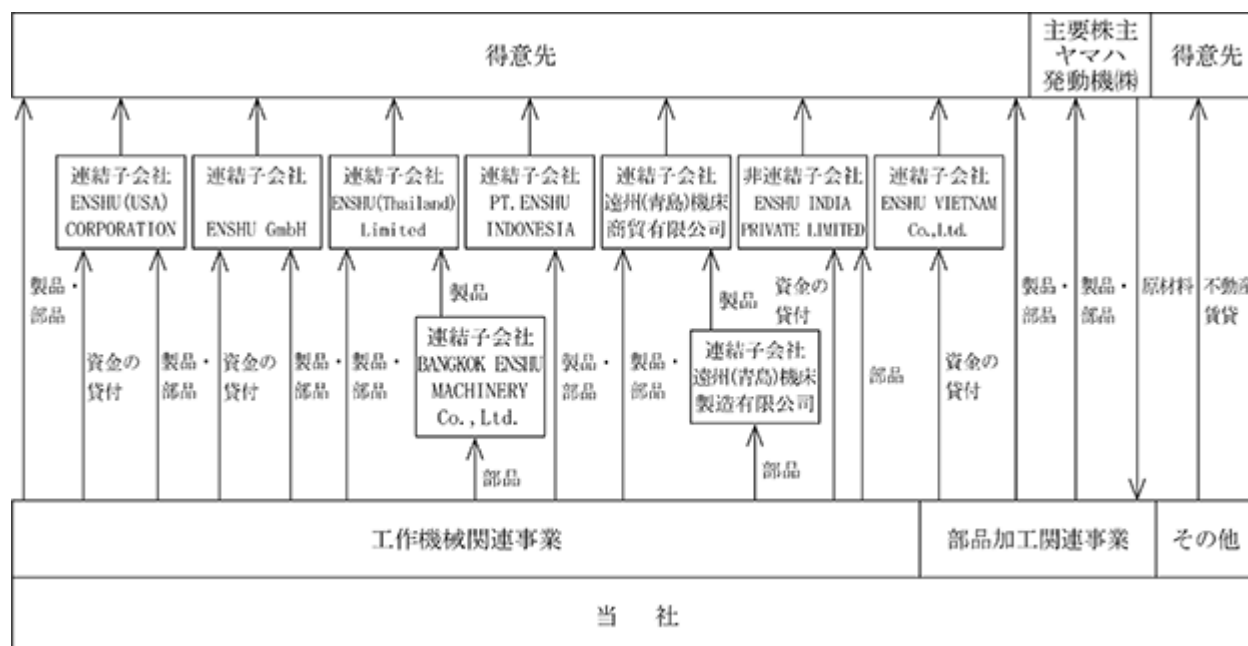 得意先
主要株主
ヤマハ
発動機㈱
得意先
連結子会社
ENSHU(USA)
CORPORATION
連結子会社
ENSHU GmbH
連結子会社
ENSHU(Thailand)
Limited
連結子会社
PT.ENSHU
INDONESIA
連結子会社
遠州(青島)機床
商貿有限公司
非連結子会社
ENSHU INDIA
PRIVATE LIMITED
連結子会社
ENSHU VIETNAM
Co.,Ltd.
製品・
部品
資金の
貸付
製品・
部品
資金の
貸付
製品・
部品
製品・
部品
製品
連結子会社
BANGKOK ENSHU
MACHINERY
Co.,Ltd.
部品
製品・
部品
製品・
部品
製品
連結子会社
遠州(青島)機床
製造有限公司
部品
資金の
貸付
部品
資金の
貸付
製品・
部品
製品・
部品
原材料
不動産
賃貸
工作機械関連事業
部品加工関連事業
その他
当 社